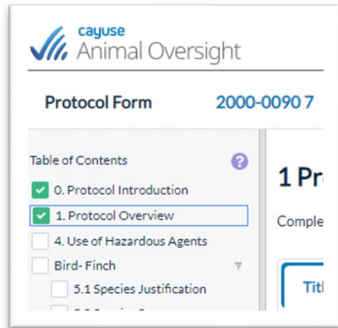 cayuse
Animal Oversight
Protocol Form 2000-0090 7
Table of Contents
0. Protocol Introduction
1. Protocol Overview
4. Use of Hazardous Agents
Bird- Finch
5.1 Species Justification
1 Pr
Comple
Titl